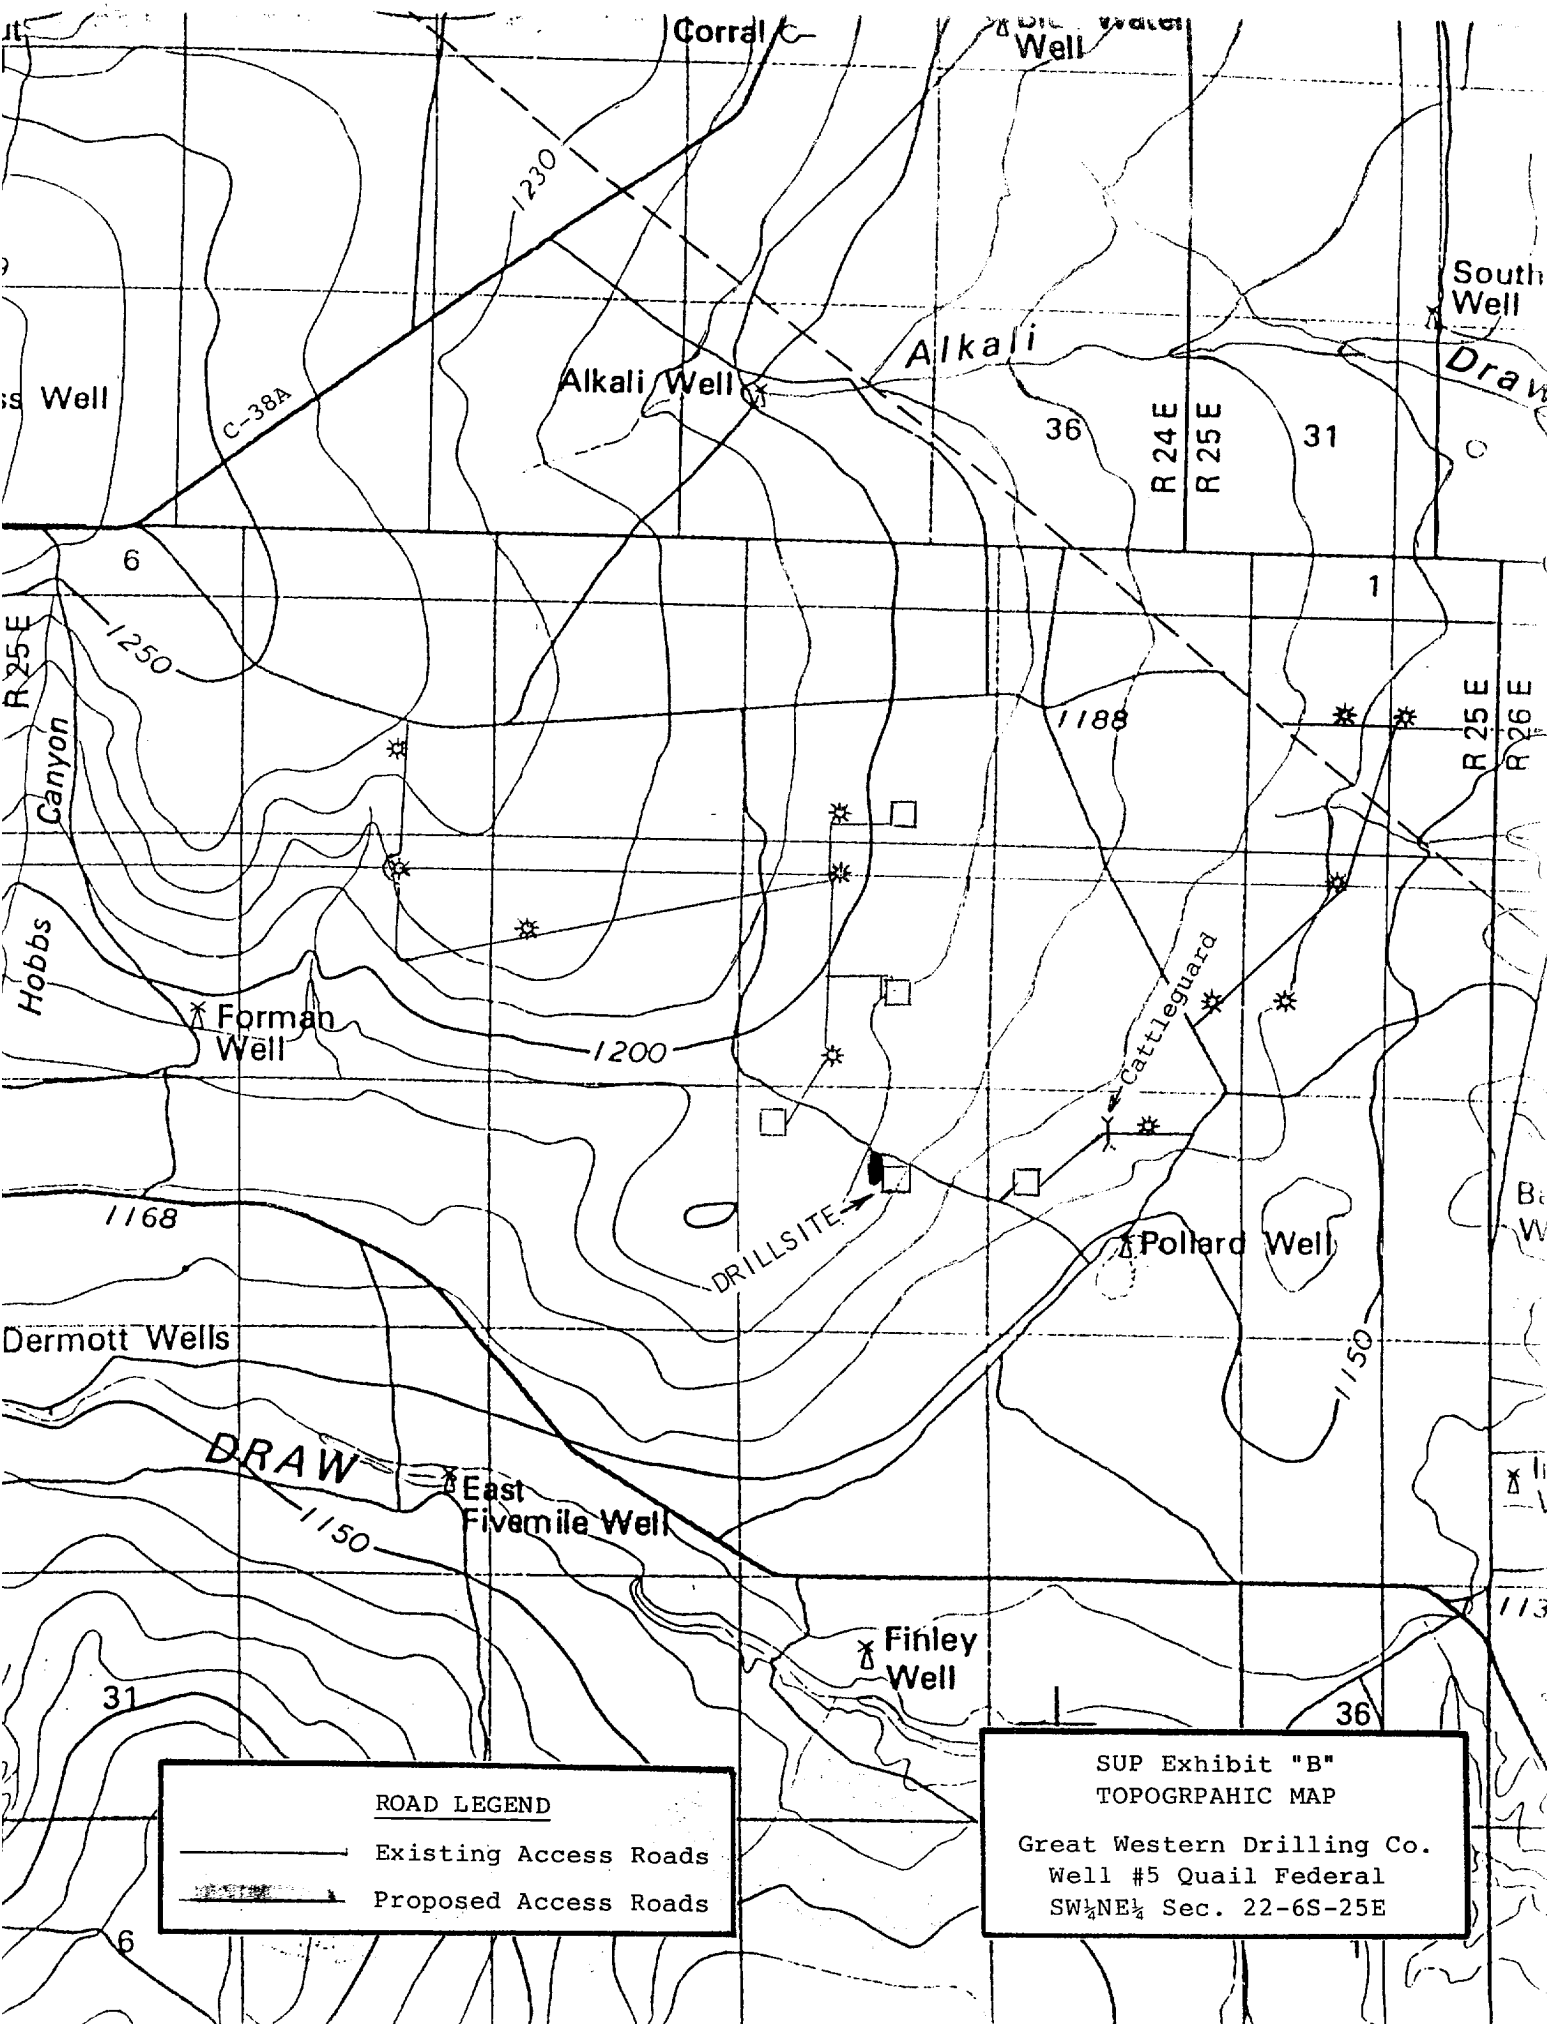 Corral
Water
Well
1230
South
Well
Alkali
Draw
Alkali Well
Well
C-38A
36
R 24 E
R 25 E
31
6
1
R 25 E
1250
R 25 E
R 26 E
1188
Canyon
Hobbs
Cattleguard
Forman
Well
1200
1168
DRILLSITE
Pollard Well
Dermott Wells
1150
DRAW
East
Fivemile Well
1150
Finley
Well
31
36
SUP Exhibit "B"
TOPOGRPAHIC MAP
Great Western Drilling Co.
Well #5 Quail Federal
SW¼NE¼ Sec. 22-6S-25E
ROAD LEGEND
Existing Access Roads
Proposed Access Roads
6
1